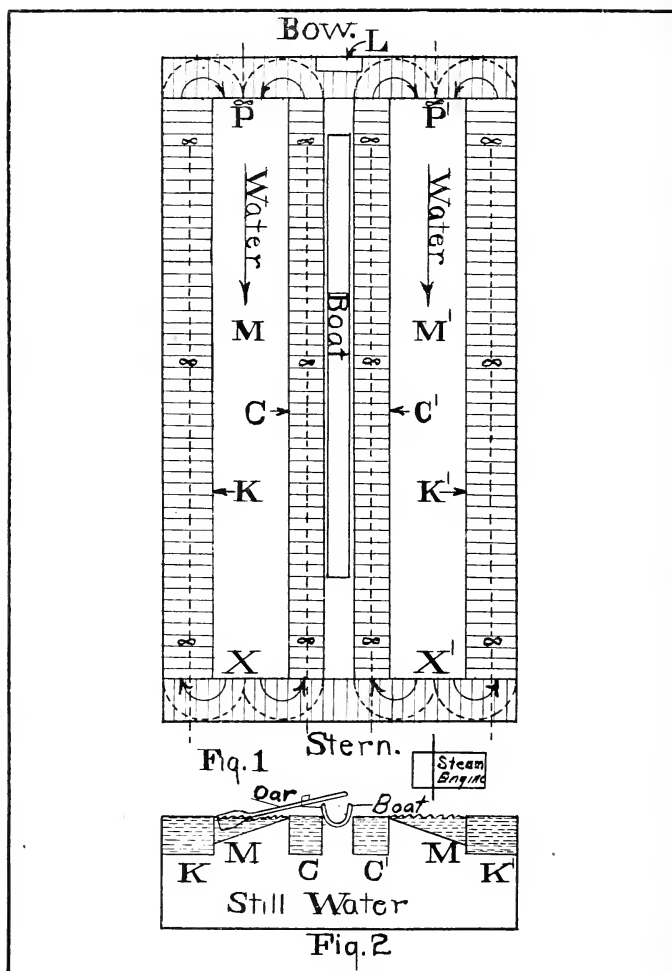 Bow. L
P P'
Water Water
M M'
Boat
C C'
K K'
X X'
Stern.
Fig.1
Steam
Engine
Oar Boat
K M C C' M K'
Still Water
Fig.2